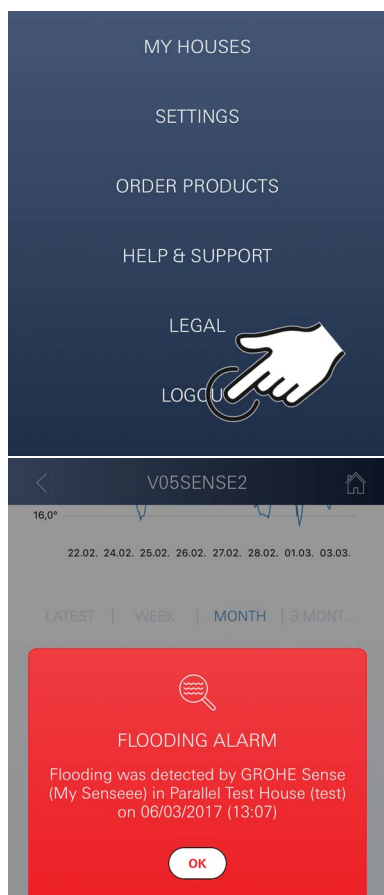 MY HOUSES
SETTINGS
ORDER PRODUCTS
HELP & SUPPORT
LEGAL
V05SENSE2
16,0°
22.02. 24.02. 25.02. 26.02. 27.02. 28.02. 01.03. 03.03.
LATEST | WEEK | MONTH | 3 MONT...
FLOODING ALARM
Flooding was detected by GROHE Sense
(My Senseee) in Parallel Test House (test)
on 06/03/2017 (13:07)
OK